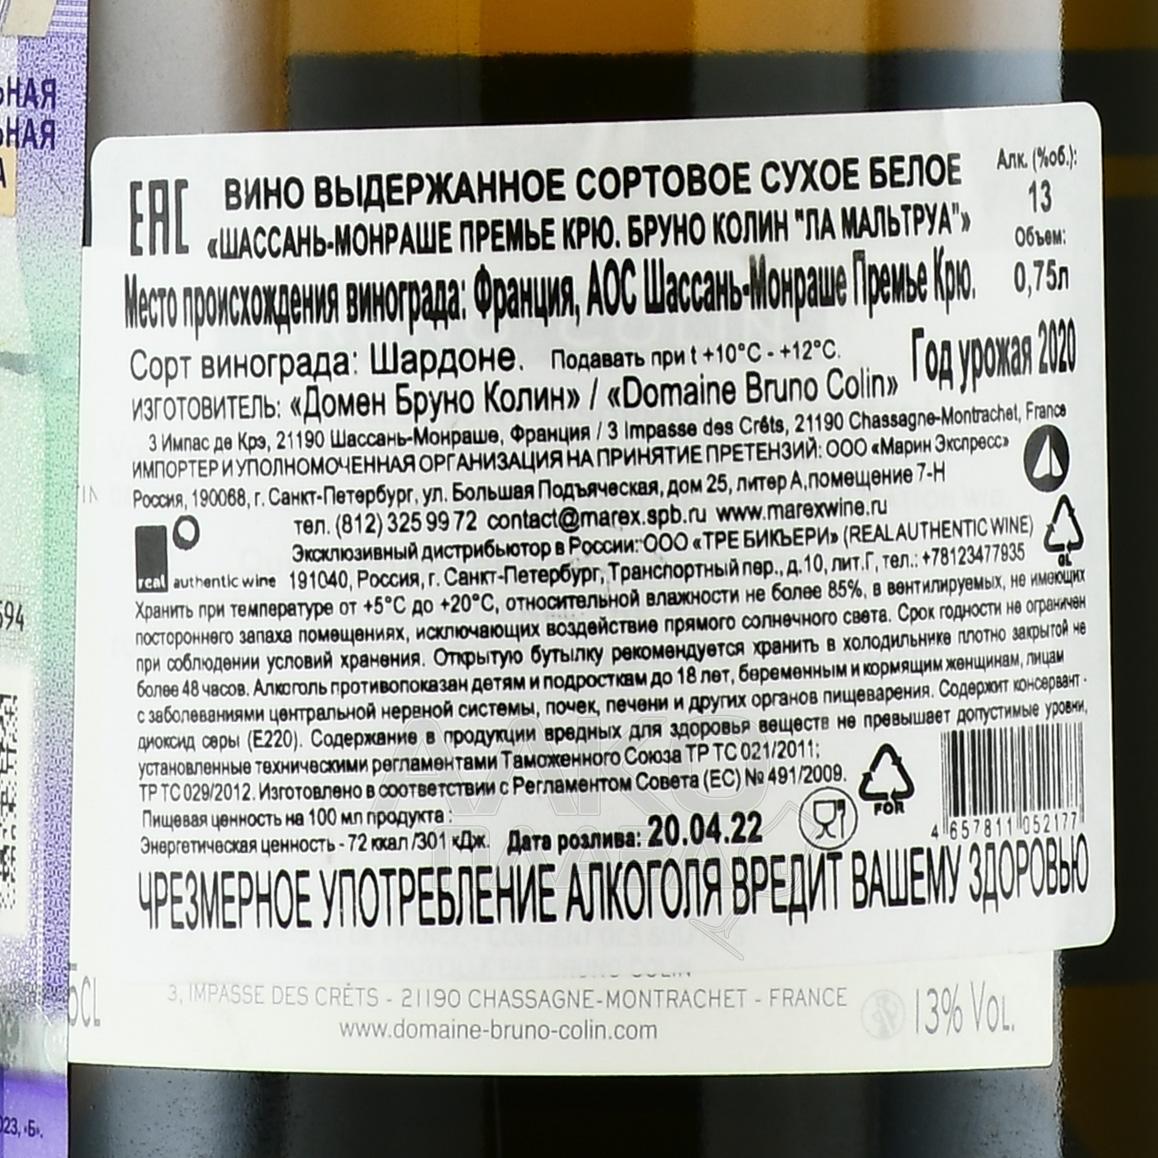 ЬНАЯ
ЬНАЯ
А
ЕАС
ВИНО ВЫДЕРЖАННОЕ СОРТОВОЕ СУХОЕ БЕЛОЕ
«ШАССАНЬ-МОНРАШЕ ПРЕМЬЕ КРЮ. БРУНО КОЛИН "ЛА МАЛЬТРУА"»
Алк. (%об.):
13
Объем:
0,75л
Место происхождения винограда: Франция, АОС Шассань-Монраше Премье Крю.
Сорт винограда: Шардоне. Подавать при t +10°C - +12°C. Год урожая 2020
ИЗГОТОВИТЕЛЬ: «Домен Бруно Колин» / «Domaine Bruno Colin»
3 Импас де Крэ, 21190 Шассань-Монраше, Франция / 3 Impasse des Crêts, 21190 Chassagne-Montrachet, France
ИМПОРТЕР И УПОЛНОМОЧЕННАЯ ОРГАНИЗАЦИЯ НА ПРИНЯТИЕ ПРЕТЕНЗИЙ: ООО «Марин Экспресс»
Россия, 190068, г. Санкт-Петербург, ул. Большая Подъяческая, дом 25, литер А, помещение 7-Н
тел. (812) 325 99 72 contact@marex.spb.ru www.marexwine.ru
Эксклюзивный дистрибьютор в России: ООО «ТРЕ БИКЪЕРИ» (REAL AUTHENTIC WINE)
real authentic wine 191040, Россия, г. Санкт-Петербург, Транспортный пер., д.10, лит.Г, тел.: +78123477935
GL
Хранить при температуре от +5°C до +20°C, относительной влажности не более 85%, в вентилируемых, не имеющих
постороннего запаха помещениях, исключающих воздействие прямого солнечного света. Срок годности не ограничен
при соблюдении условий хранения. Открытую бутылку рекомендуется хранить в холодильнике плотно закрытой не
более 48 часов. Алкоголь противопоказан детям и подросткам до 18 лет, беременным и кормящим женщинам, лицам
с заболеваниями центральной нервной системы, почек, печени и других органов пищеварения. Содержит консервант -
диоксид серы (Е220). Содержание в продукции вредных для здоровья веществ не превышает допустимые уровни,
установленные техническими регламентами Таможенного Союза ТР ТС 021/2011;
ТР ТС 029/2012. Изготовлено в соответствии с Регламентом Совета (ЕС) № 491/2009.
Пищевая ценность на 100 мл продукта :
Энергетическая ценность - 72 ккал /301 кДж. Дата розлива: 20.04.22
FOR
4 657811 052177
ЧРЕЗМЕРНОЕ УПОТРЕБЛЕНИЕ АЛКОГОЛЯ ВРЕДИТ ВАШЕМУ ЗДОРОВЬЮ
594
5CL
3, IMPASSE DES CRÊTS - 21190 CHASSAGNE-MONTRACHET - FRANCE
www.domaine-bruno-colin.com
13% VOL.
023, «Б».